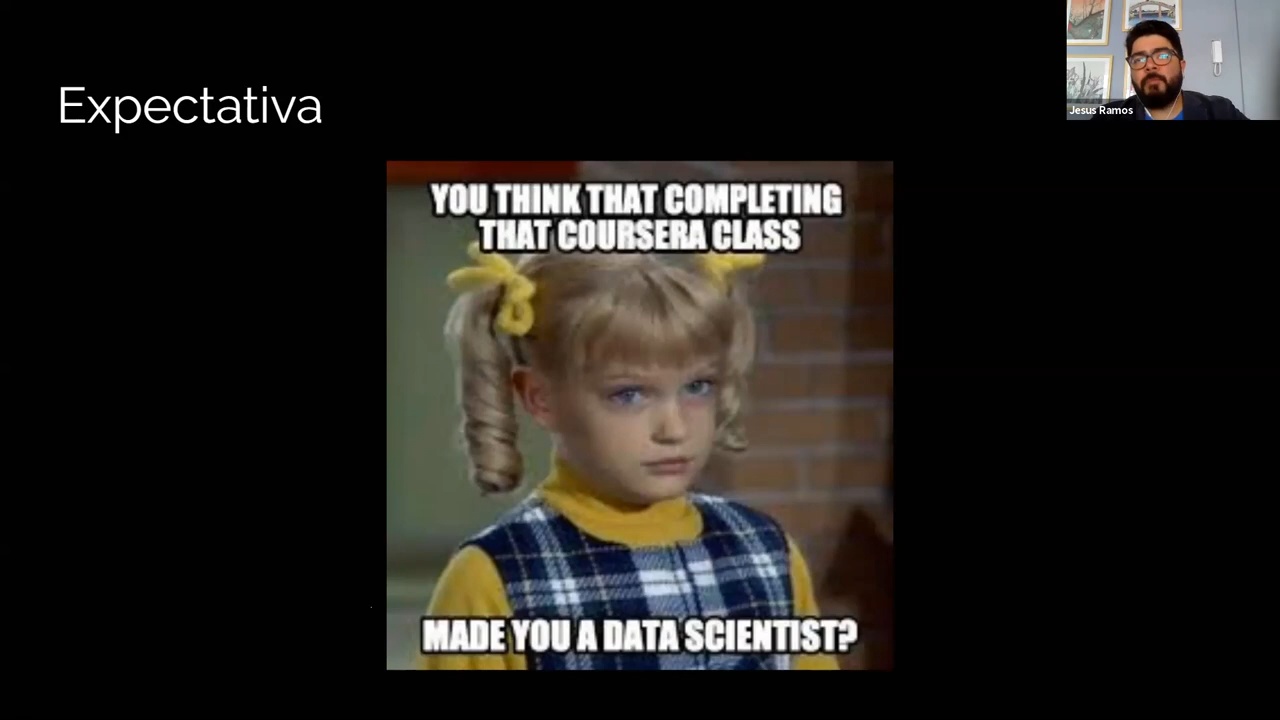 Expectativa
Jesus Ramos
YOU THINK THAT COMPLETING
THAT COURSERA CLASS
MADE YOU A DATA SCIENTIST?